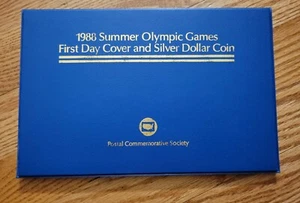 1988 Summer Olympic Games
First Day Cover and Silver Dollar Coin
Postal Commemorative Society